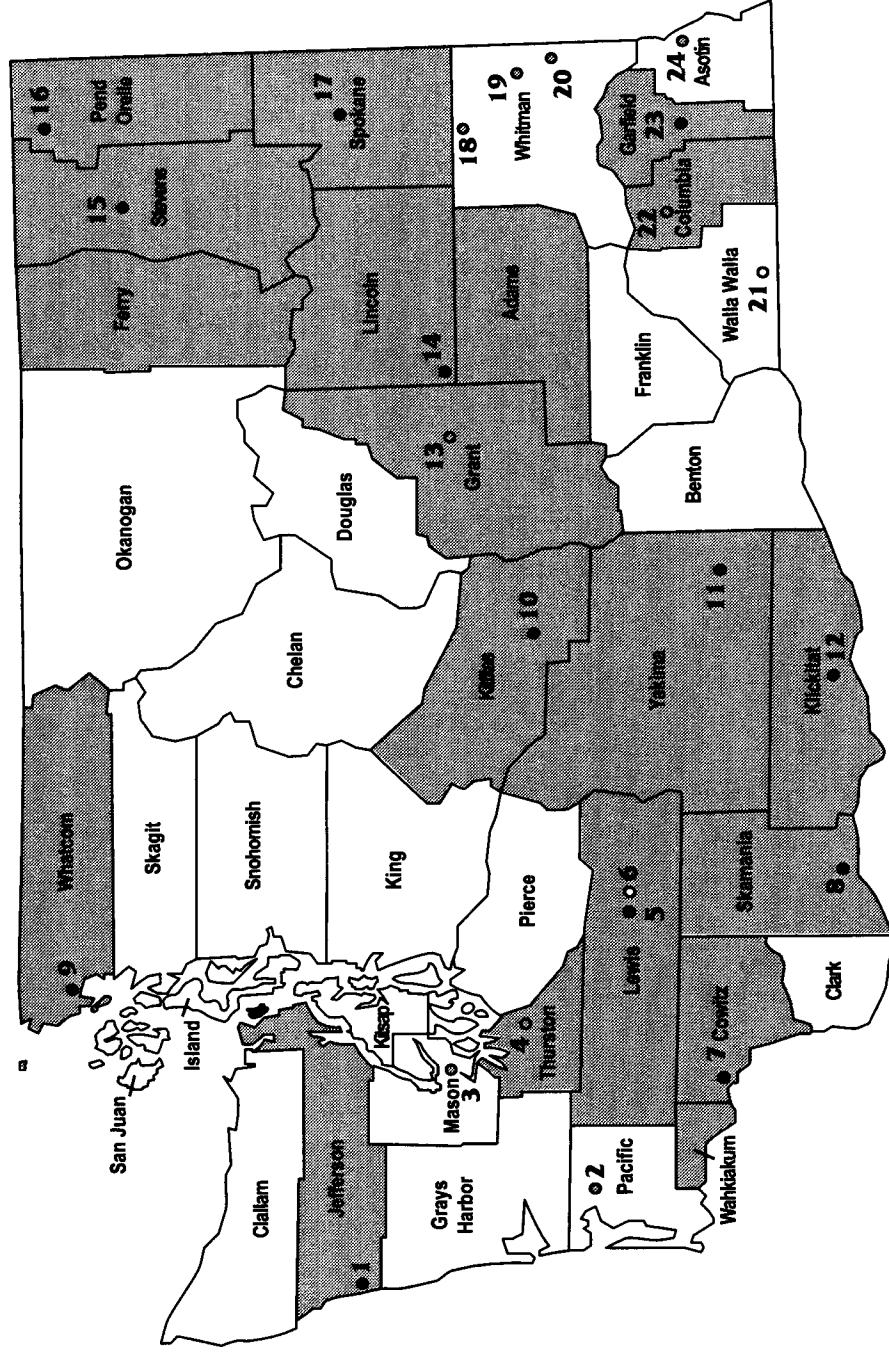 San Juan
Island
Whatcom
9
Skagit
Snohomish
King
Okanogan
Chelan
Douglas
Ferry
Stevens
15
Pend
Orelle
16
Spokane
17
Lincoln
14
Adams
Grant
13
Kittitas
10
Clallam
Jefferson
1
Kitsap
Mason
3
Grays
Harbor
Thurston
4
Pierce
Pacific
2
Lewis
5
6
Wahkiakum
7
Cowlitz
Clark
Skamania
8
Yakima
11
Klickitat
12
Benton
Franklin
Walla Walla
21
Columbia
22
Garfield
23
Asotin
24
Whitman
18
19
20